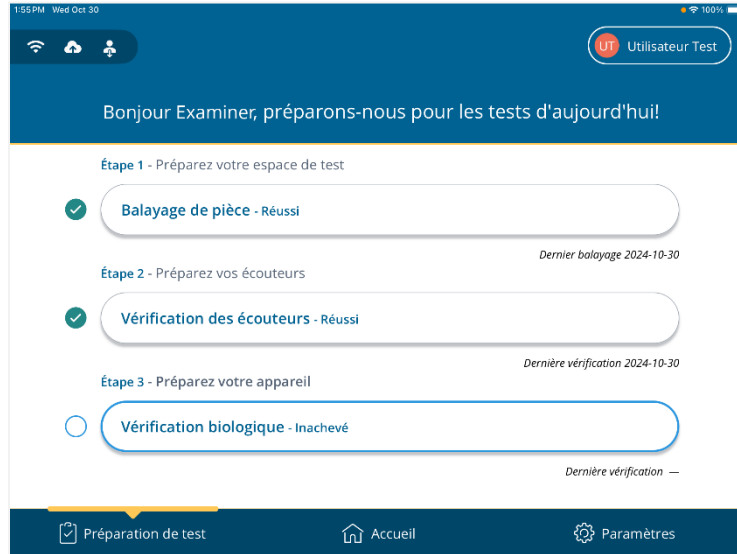 1:55 PM Wed Oct 30
100%
UT Utilisateur Test
Bonjour Examiner, préparons-nous pour les tests d'aujourd'hui!
Étape 1 - Préparez votre espace de test
Balayage de pièce - Réussi
Dernier balayage 2024-10-30
Étape 2 - Préparez vos écouteurs
Vérification des écouteurs - Réussi
Dernière vérification 2024-10-30
Étape 3 - Préparez votre appareil
Vérification biologique - Inachevé
Dernière vérification —
Préparation de test
Accueil
Paramètres